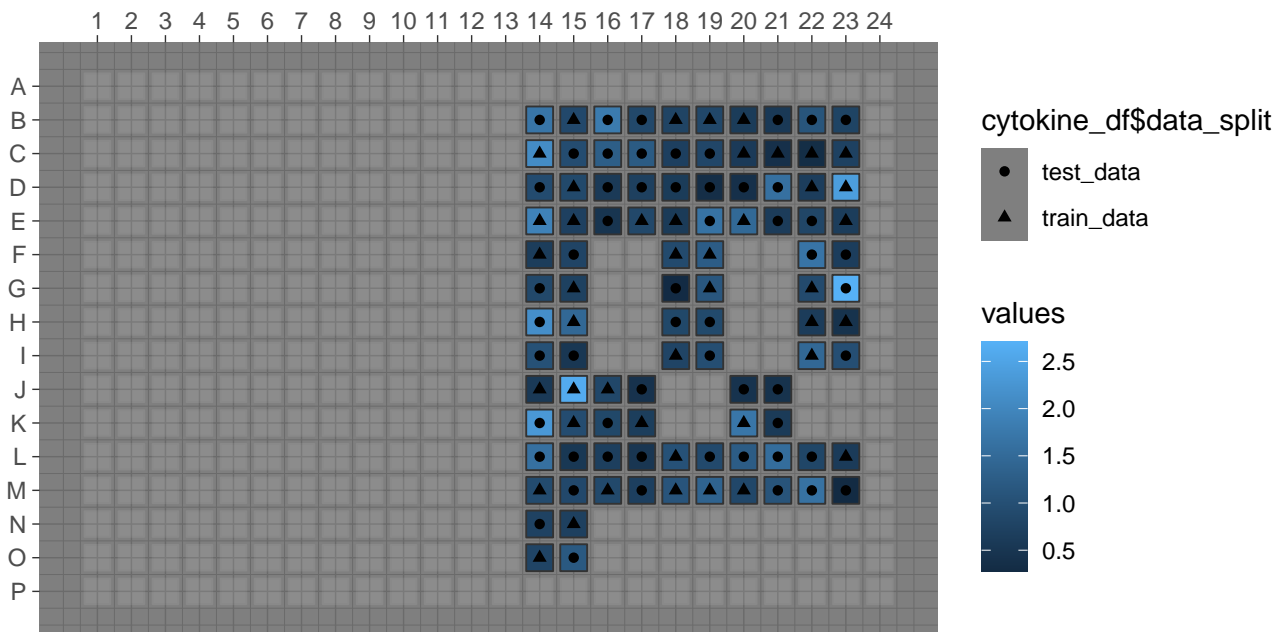 1 2 3 4 5 6 7 8 9 10 11 12 13 14 15 16 17 18 19 20 21 22 23 24
A
B
C
D
E
F
G
H
I
J
K
L
M
N
O
P
cytokine_df$data_split
test_data
train_data
values
2.5
2.0
1.5
1.0
0.5